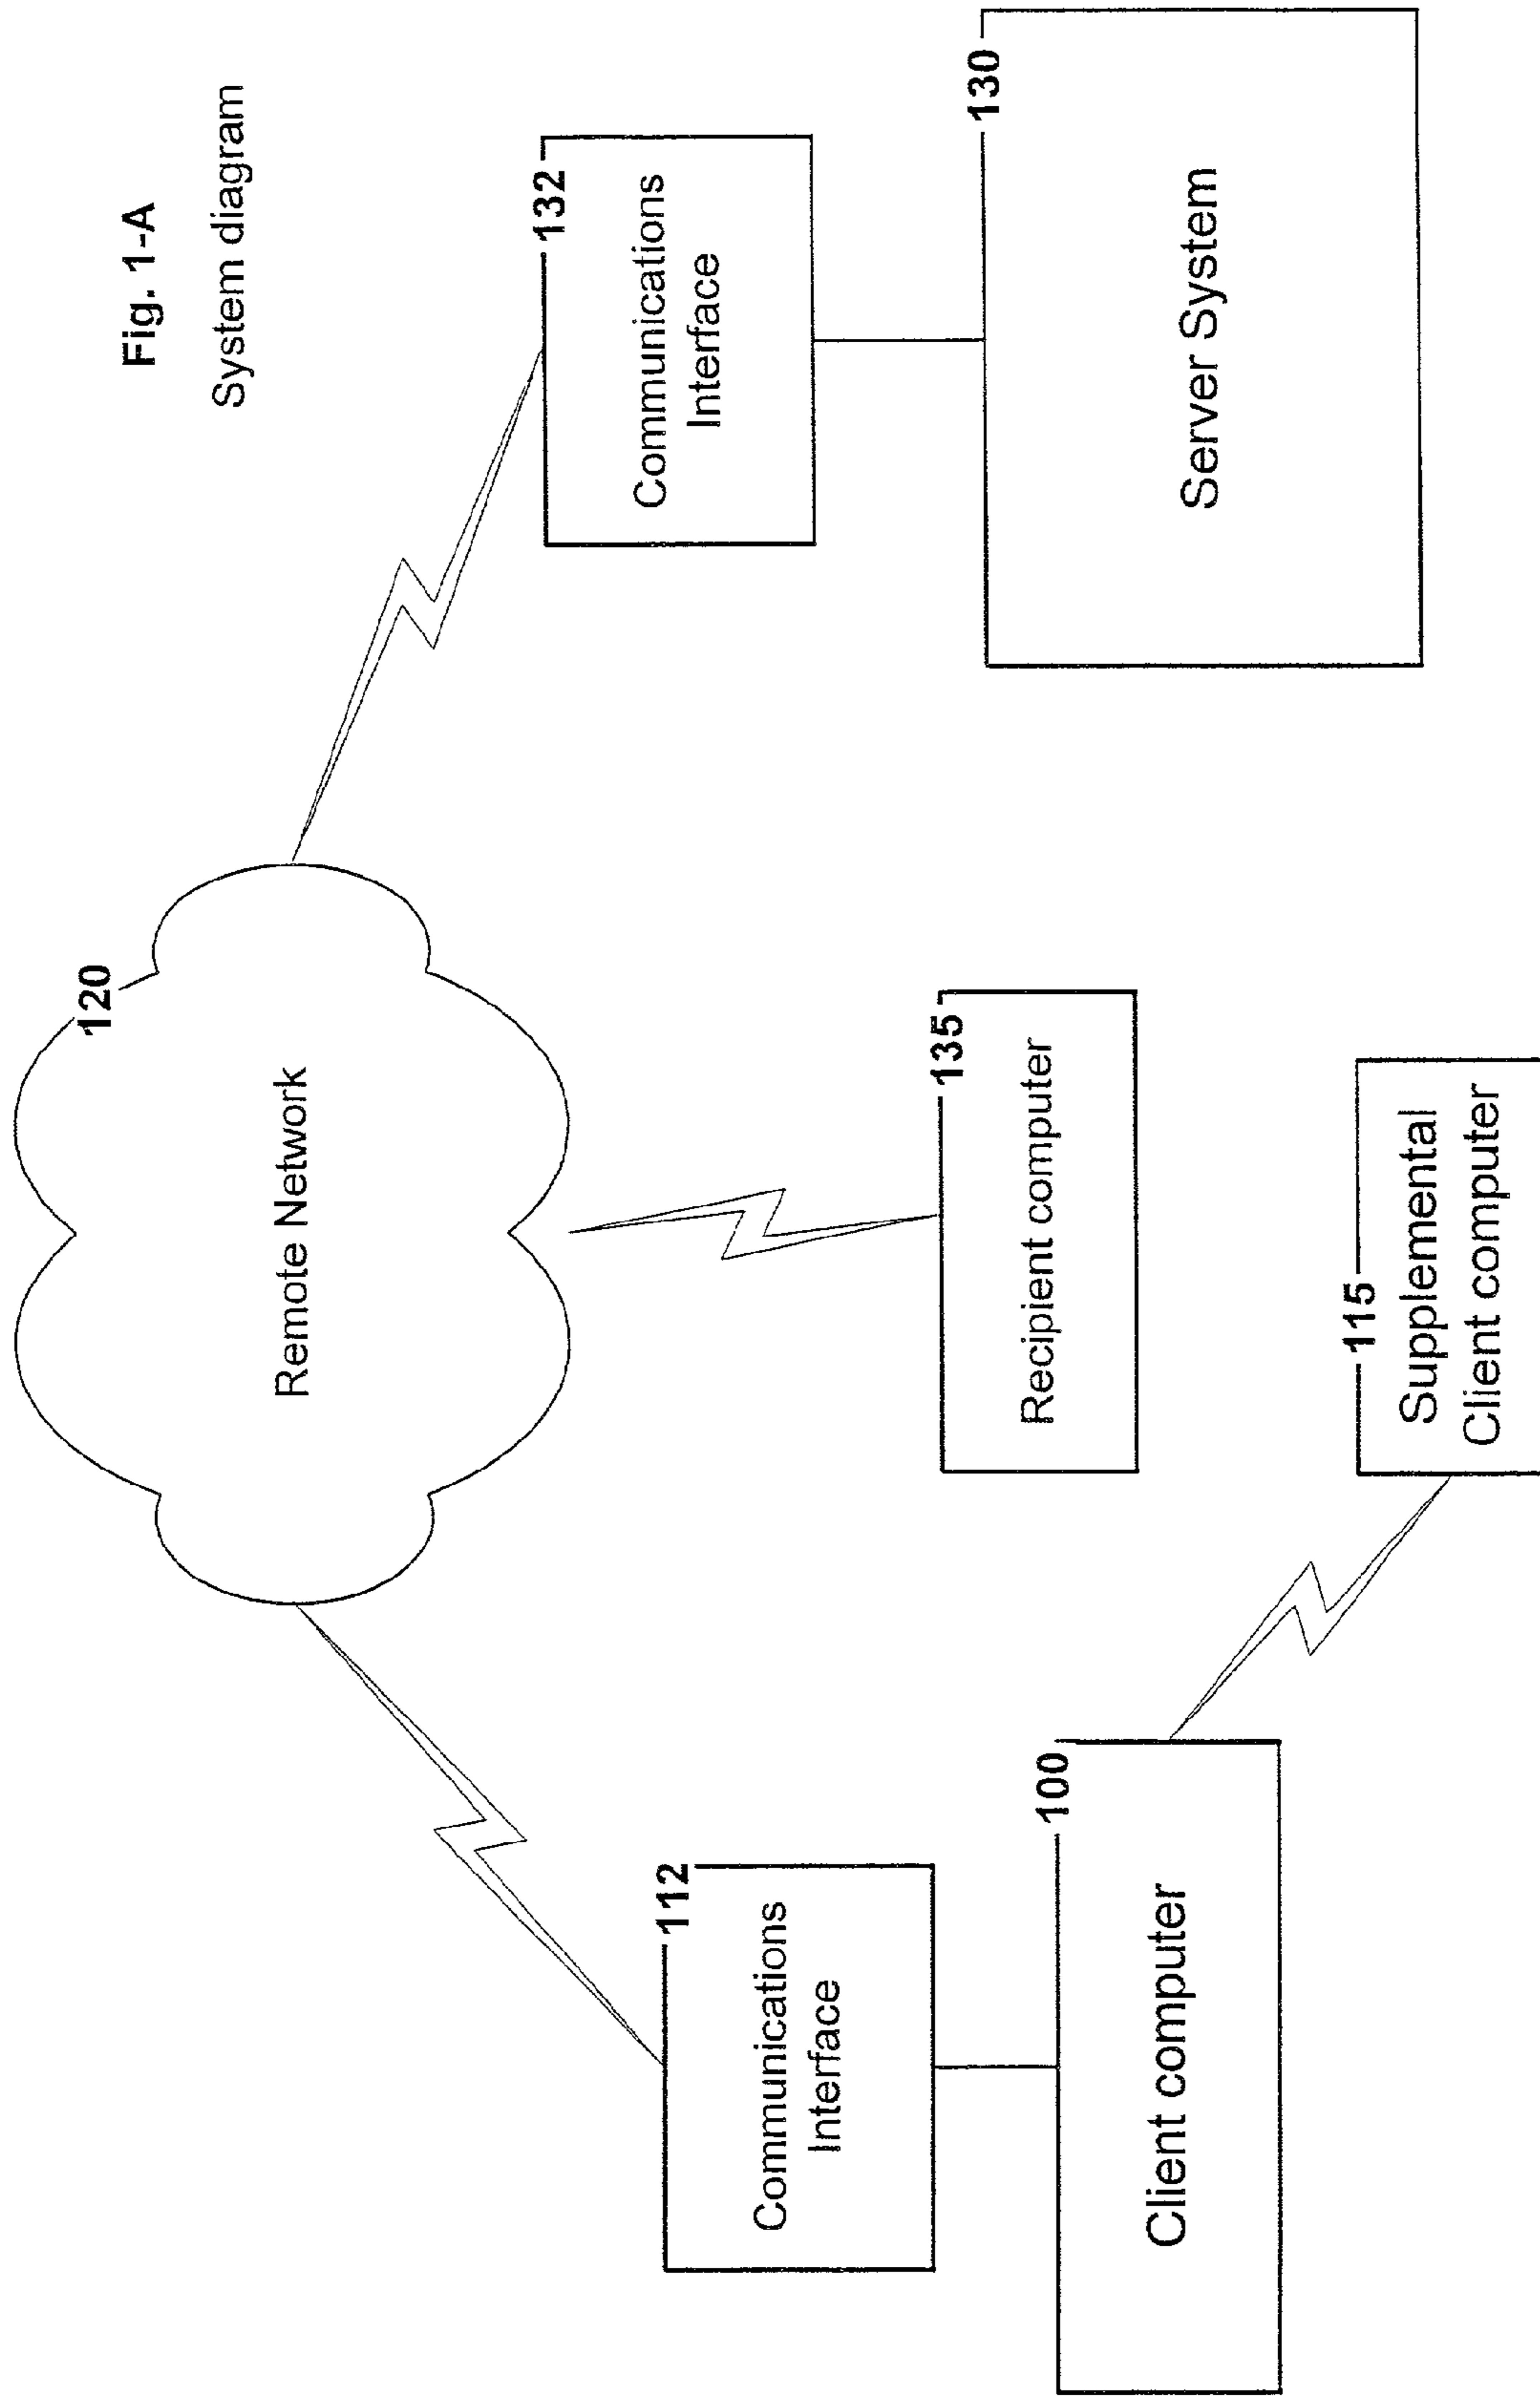 Fig. 1-A
System diagram
120
Remote Network
132
Communications
Interface
112
Communications
Interface
135
Recipient computer
130
Server System
100
Client computer
115
Supplemental
Client computer